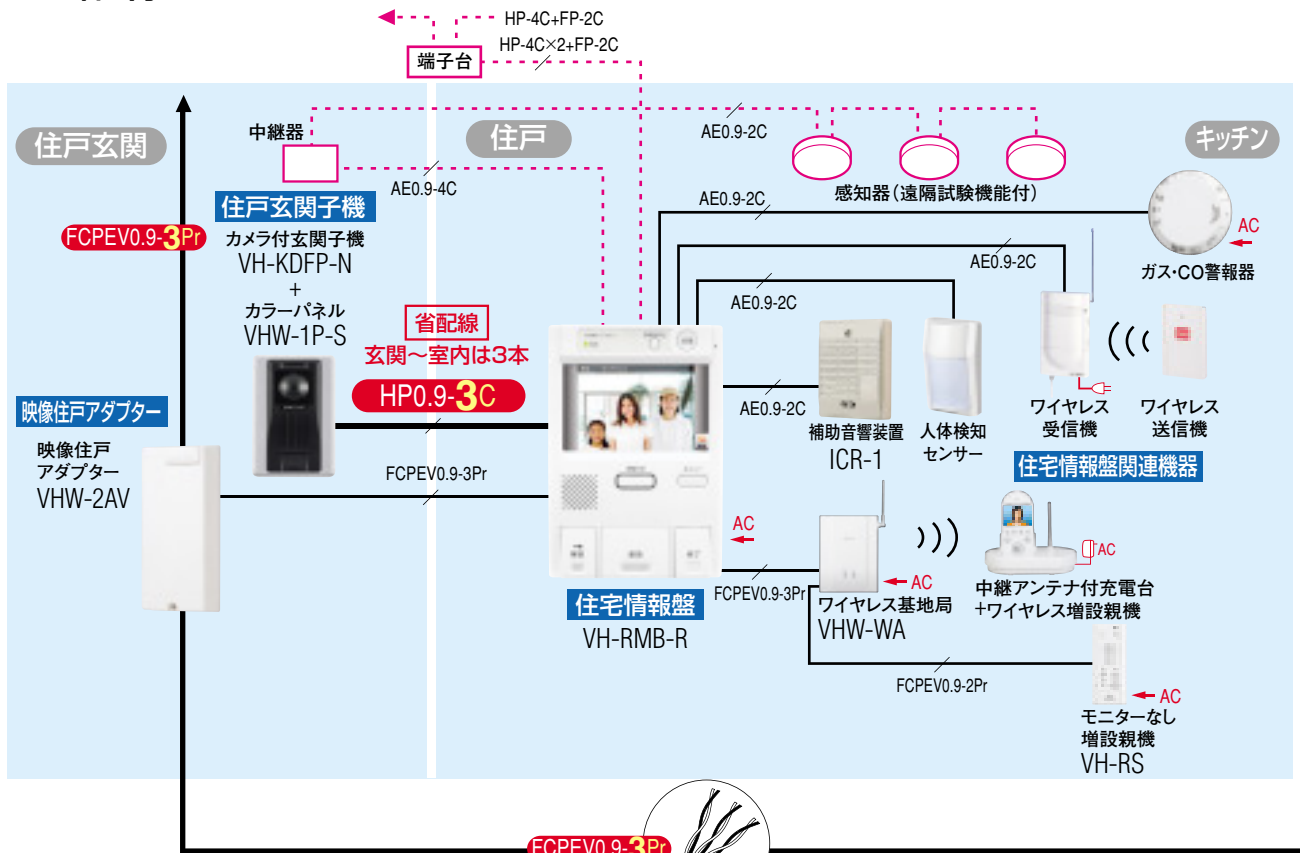 HP-4C+FP-2C
HP-4C×2+FP-2C
端子台
住戸玄関
中継器
住戸
AE0.9-2C
キッチン
AE0.9-4C
感知器(遠隔試験機能付)
住戸玄関子機
AE0.9-2C
AC
FCPEV0.9-3Pr
カメラ付玄関子機
VH-KDFP-N
+
カラーパネル
VHW-1P-S
AE0.9-2C
ガス・CO警報器
AE0.9-2C
省配線
玄関~室内は3本
HP0.9-3C
映像住戸アダプター
映像住戸
アダプター
VHW-2AV
FCPEV0.9-3Pr
AE0.9-2C
補助音響装置
ICR-1
人体検知
センサー
ワイヤレス
受信機
ワイヤレス
送信機
住宅情報盤関連機器
AC
住宅情報盤
VH-RMB-R
FCPEV0.9-3Pr
AC
ワイヤレス基地局
VHW-WA
AC
中継アンテナ付充電台
+ワイヤレス増設親機
FCPEV0.9-2Pr
AC
モニターなし
増設親機
VH-RS
FCPEV0.9-3Pr